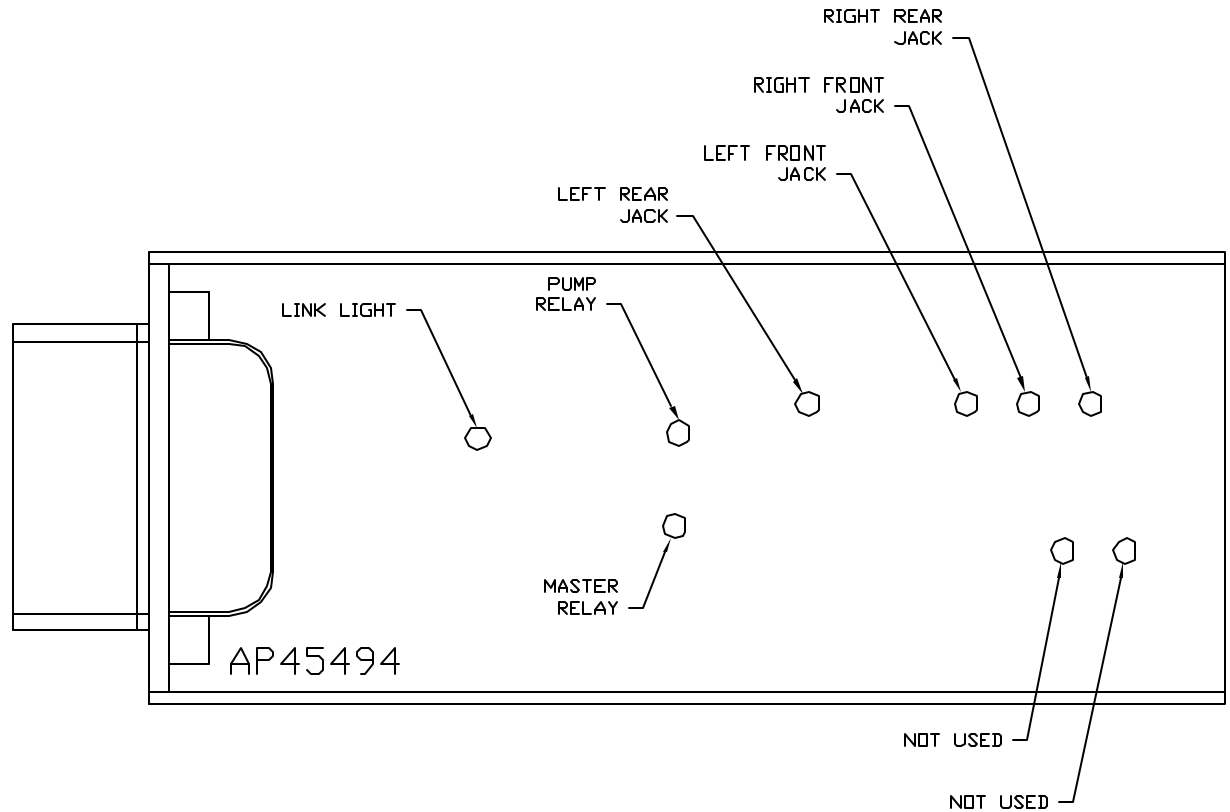 RIGHT REAR
JACK
RIGHT FRONT
JACK
LEFT FRONT
JACK
LEFT REAR
JACK
PUMP
RELAY
LINK LIGHT
MASTER
RELAY
AP45494
NOT USED
NOT USED